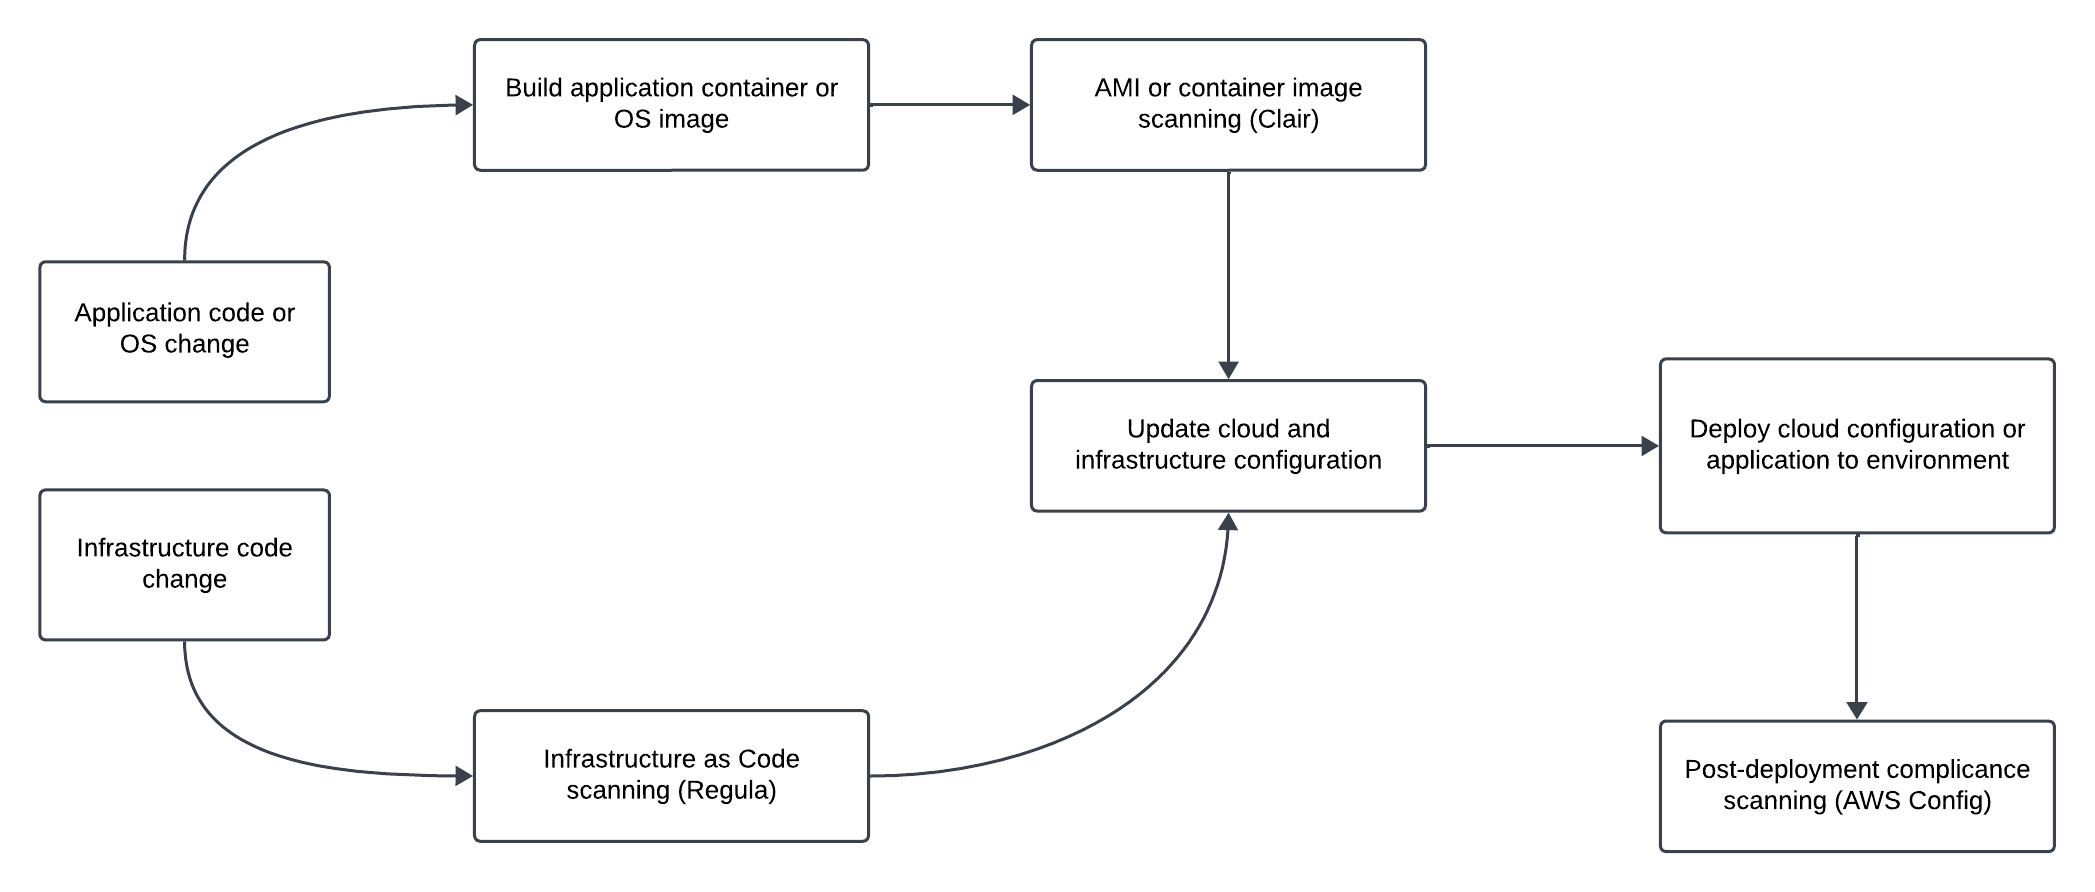 Build application container or
OS image
AMI or container image
scanning (Clair)
Application code or
OS change
Update cloud and
infrastructure configuration
Deploy cloud configuration or
application to environment
Infrastructure code
change
Infrastructure as Code
scanning (Regula)
Post-deployment complicance
scanning (AWS Config)